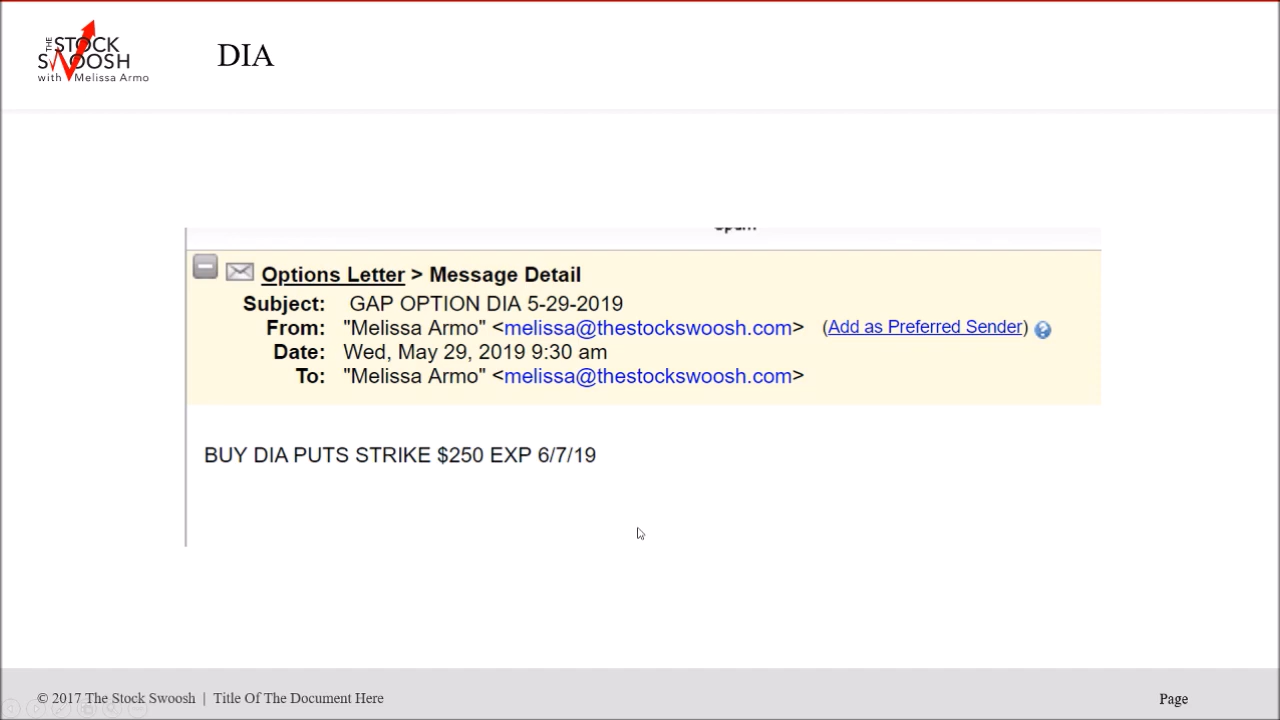 THE STOCK
SWOOSH
with Melissa Armo
DIA
Spam
Options Letter > Message Detail
Subject: GAP OPTION DIA 5-29-2019
From: "Melissa Armo" <melissa@thestockswoosh.com> (Add as Preferred Sender) ?
Date: Wed, May 29, 2019 9:30 am
To: "Melissa Armo" <melissa@thestockswoosh.com>
BUY DIA PUTS STRIKE $250 EXP 6/7/19
© 2017 The Stock Swoosh | Title Of The Document Here
Page